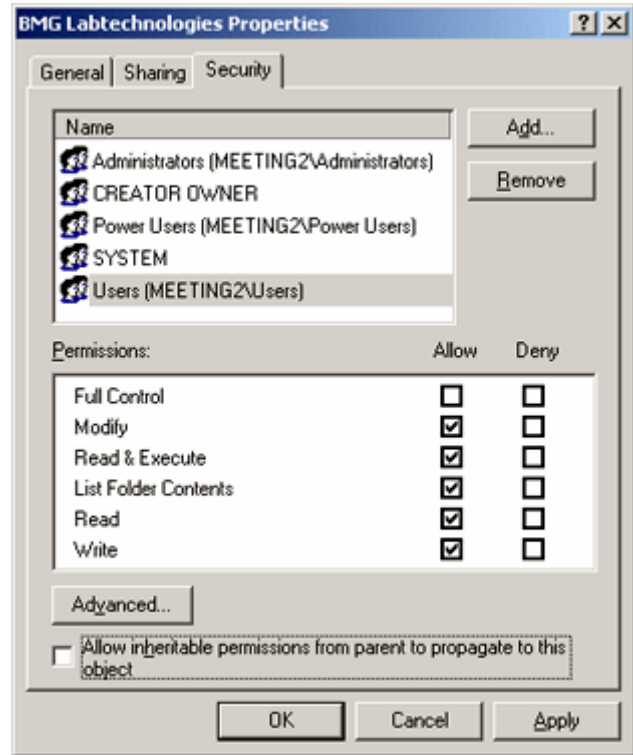 BMG Labtechnologies Properties ? ×
General Sharing Security
Name
Administrators (MEETING2\Administrators)
CREATOR OWNER
Power Users (MEETING2\Power Users)
SYSTEM
Users (MEETING2\Users)
Add...
Remove
Permissions: Allow Deny
Full Control
Modify
Read & Execute
List Folder Contents
Read
Write
Advanced...
Allow inheritable permissions from parent to propagate to this
object
OK Cancel Apply